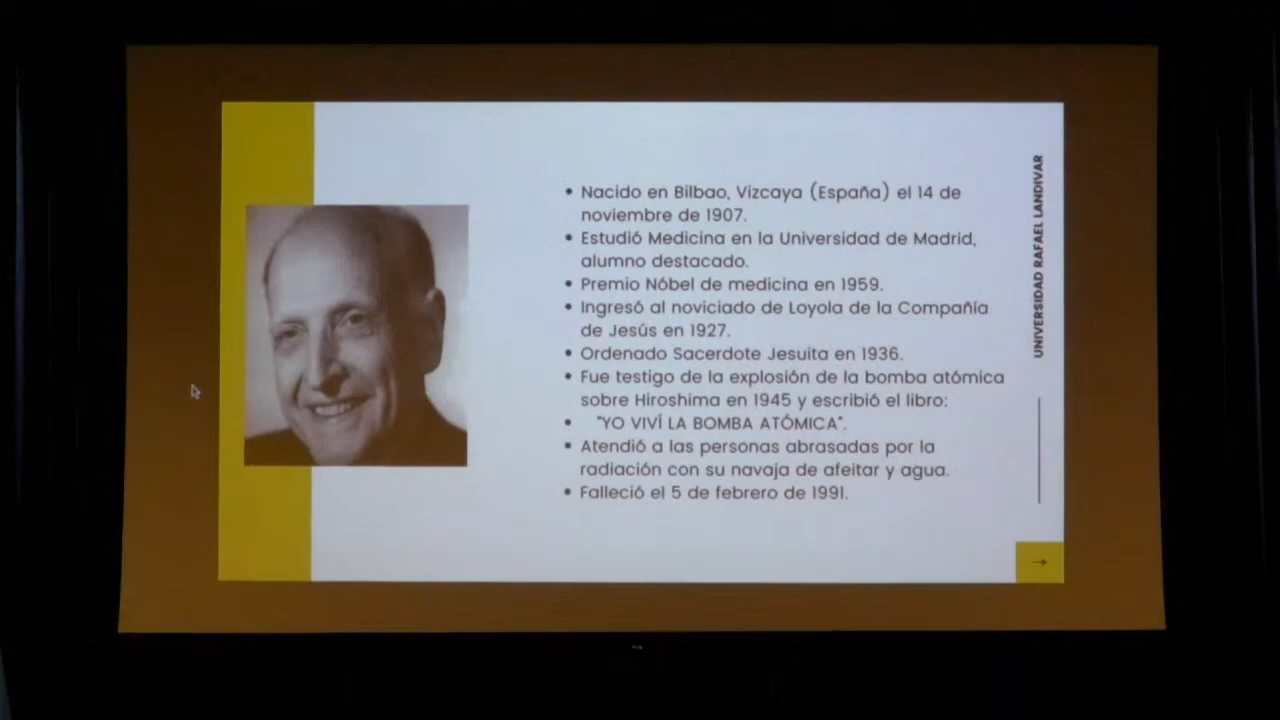 • Nacido en Bilbao, Vizcaya (España) el 14 de
noviembre de 1907.
• Estudió Medicina en la Universidad de Madrid,
alumno destacado.
• Premio Nóbel de medicina en 1959.
• Ingresó al noviciado de Loyola de la Compañía
de Jesús en 1927.
• Ordenado Sacerdote Jesuita en 1936.
• Fue testigo de la explosión de la bomba atómica
sobre Hiroshima en 1945 y escribió el libro:
• "YO VIVÍ LA BOMBA ATÓMICA".
• Atendió a las personas abrasadas por la
radiación con su navaja de afeitar y agua.
• Falleció el 5 de febrero de 1991.
UNIVERSIDAD RAFAEL LANDIVAR